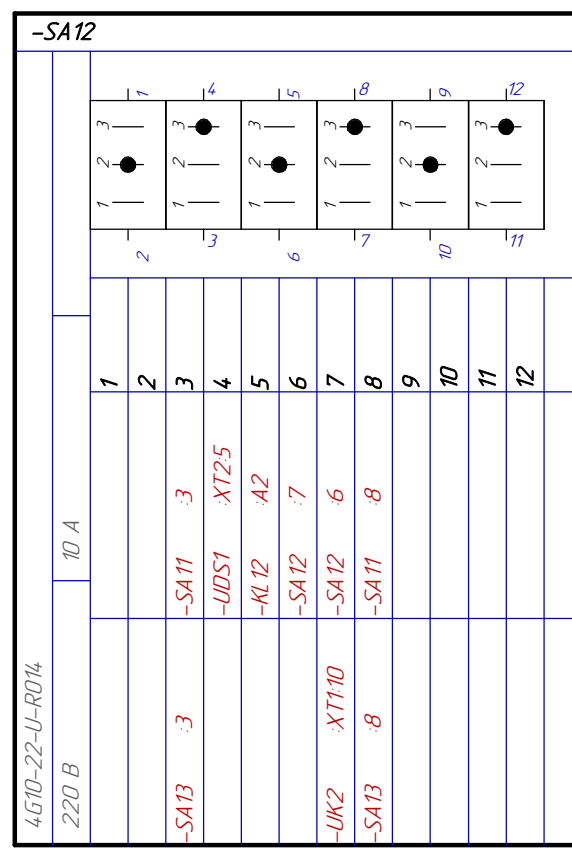 -SA12
4G10-22-U-R014
220 В
10 А
1 4 5 8 9 12
3 3 3 3 3 3
2 2 2 2 2 2
1 1 1 1 1 1
2 3 6 7 10 11
1
2
3 -SA11 :3 -SA13 :3
4 -UDS1 :XT2:5
5 -KL12 :A2
6 -SA12 :7
7 -SA12 :6 -UK2 :XT1:10
8 -SA11 :8 -SA13 :8
9
10
11
12